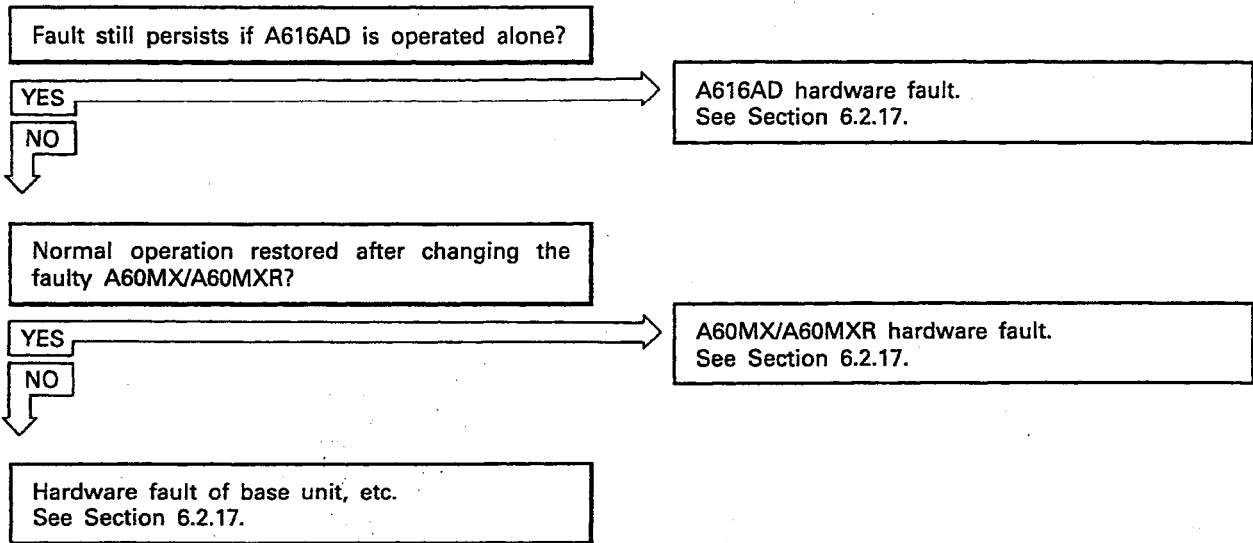 Fault still persists if A616AD is operated alone?
YES
A616AD hardware fault.
See Section 6.2.17.
NO
Normal operation restored after changing the
faulty A60MX/A60MXR?
YES
A60MX/A60MXR hardware fault.
See Section 6.2.17.
NO
Hardware fault of base unit, etc.
See Section 6.2.17.